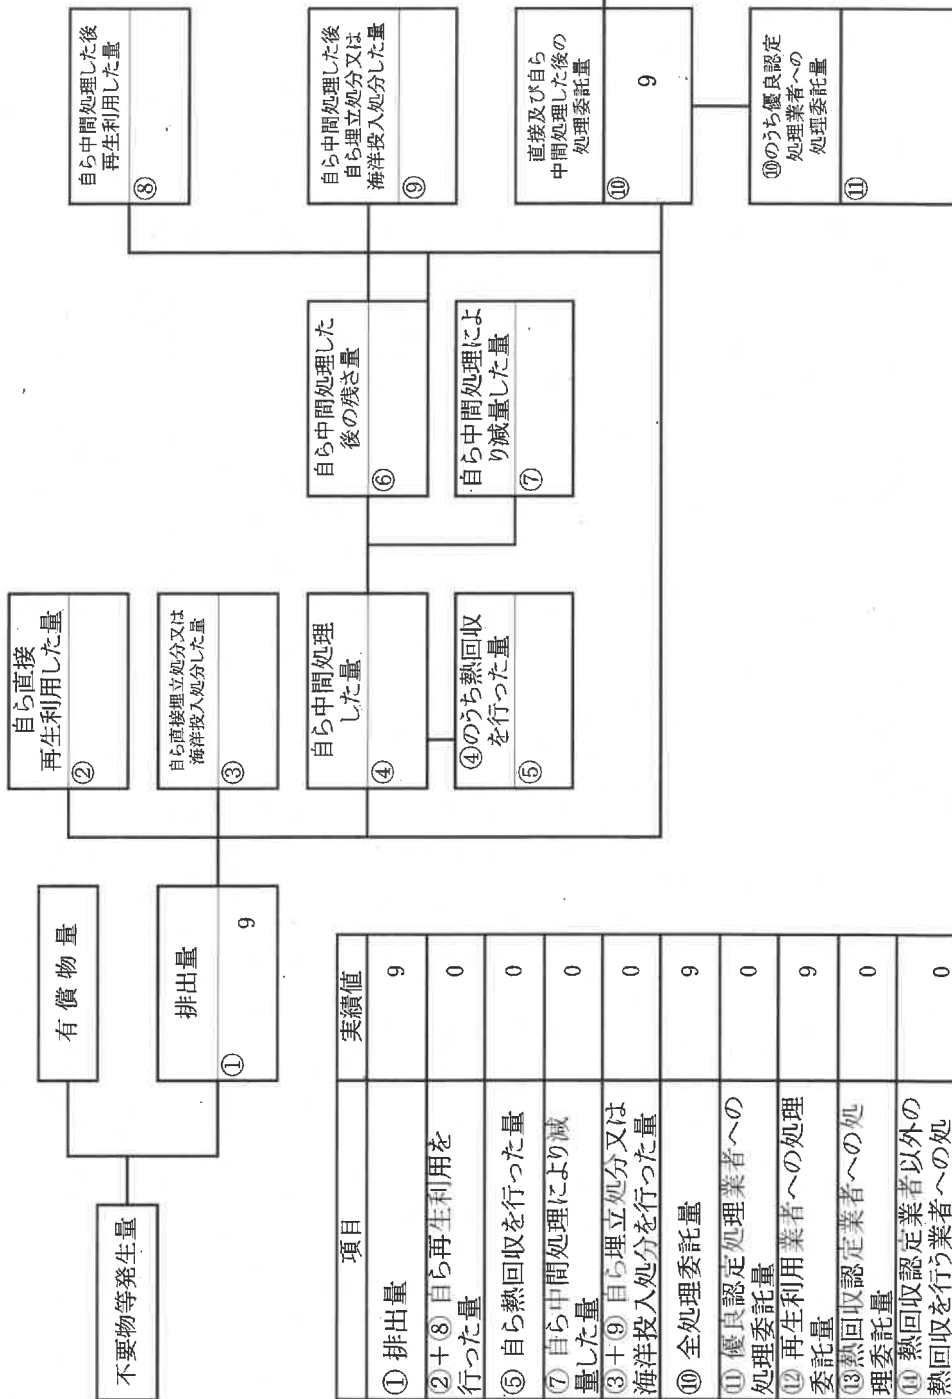 不要物等発生量
有 償 物 量
排出量
①
9
自ら直接
再生利用した量
②
自ら直接埋立処分又は
海洋投入処分した量
③
自ら中間処理
した量
④
④のうち熱回収
を行った量
⑤
自ら中間処理した
後の残さ量
⑥
自ら中間処理によ
り減量した量
⑦
自ら中間処理した後
再生利用した量
⑧
自ら中間処理した後
自ら埋立処分又は
海洋投入処分した量
⑨
直接及び自ら
中間処理した後の
処理委託量
⑩
9
⑩のうち優良認定
処理業者への
処理委託量
⑪
項目 実績値
① 排出量 9
②+⑧ 自ら再生利用を
行った量 0
⑤ 自ら熱回収を行った量 0
⑦ 自ら中間処理により減
量した量 0
③+⑨ 自ら埋立処分又は
海洋投入処分を行った量 0
⑩ 全処理委託量 9
⑪ 優良認定処理業者への
処理委託量 0
⑫ 再生利用業者への処理
委託量 9
⑬熱回収認定業者への処
理委託量 0
⑭ 熱回収認定業者以外の
熱回収を行う業者への処 0